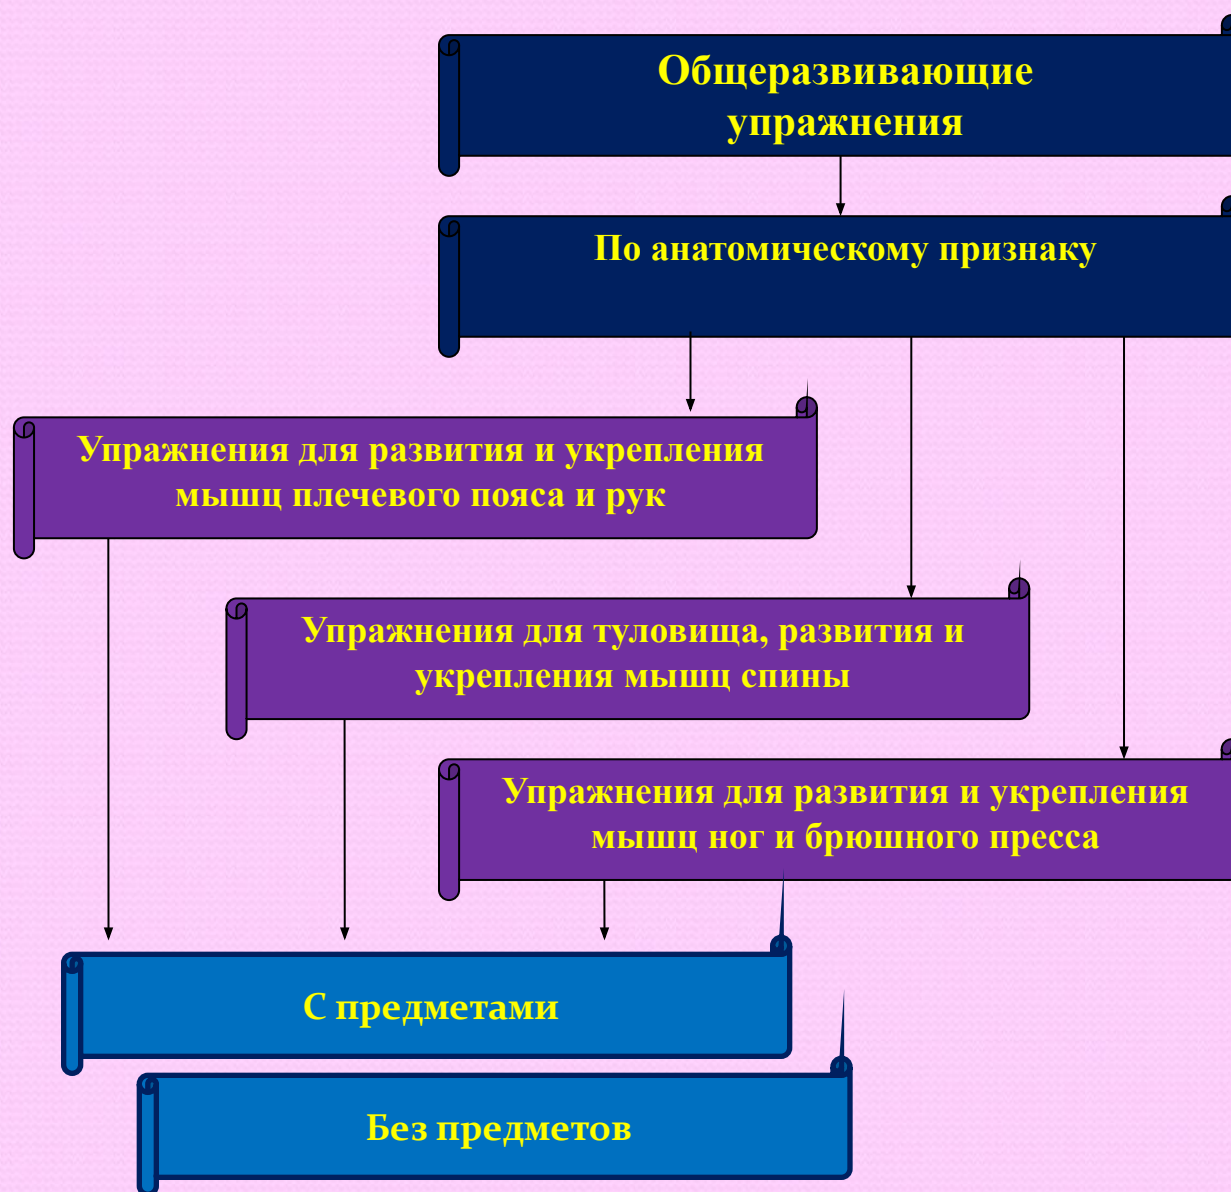 Общеразвивающие
упражнения
По анатомическому признаку
Упражнения для развития и укрепления
мышц плечевого пояса и рук
Упражнения для туловища, развития и
укрепления мышц спины
Упражнения для развития и укрепления
мышц ног и брюшного пресса
С предметами
Без предметов